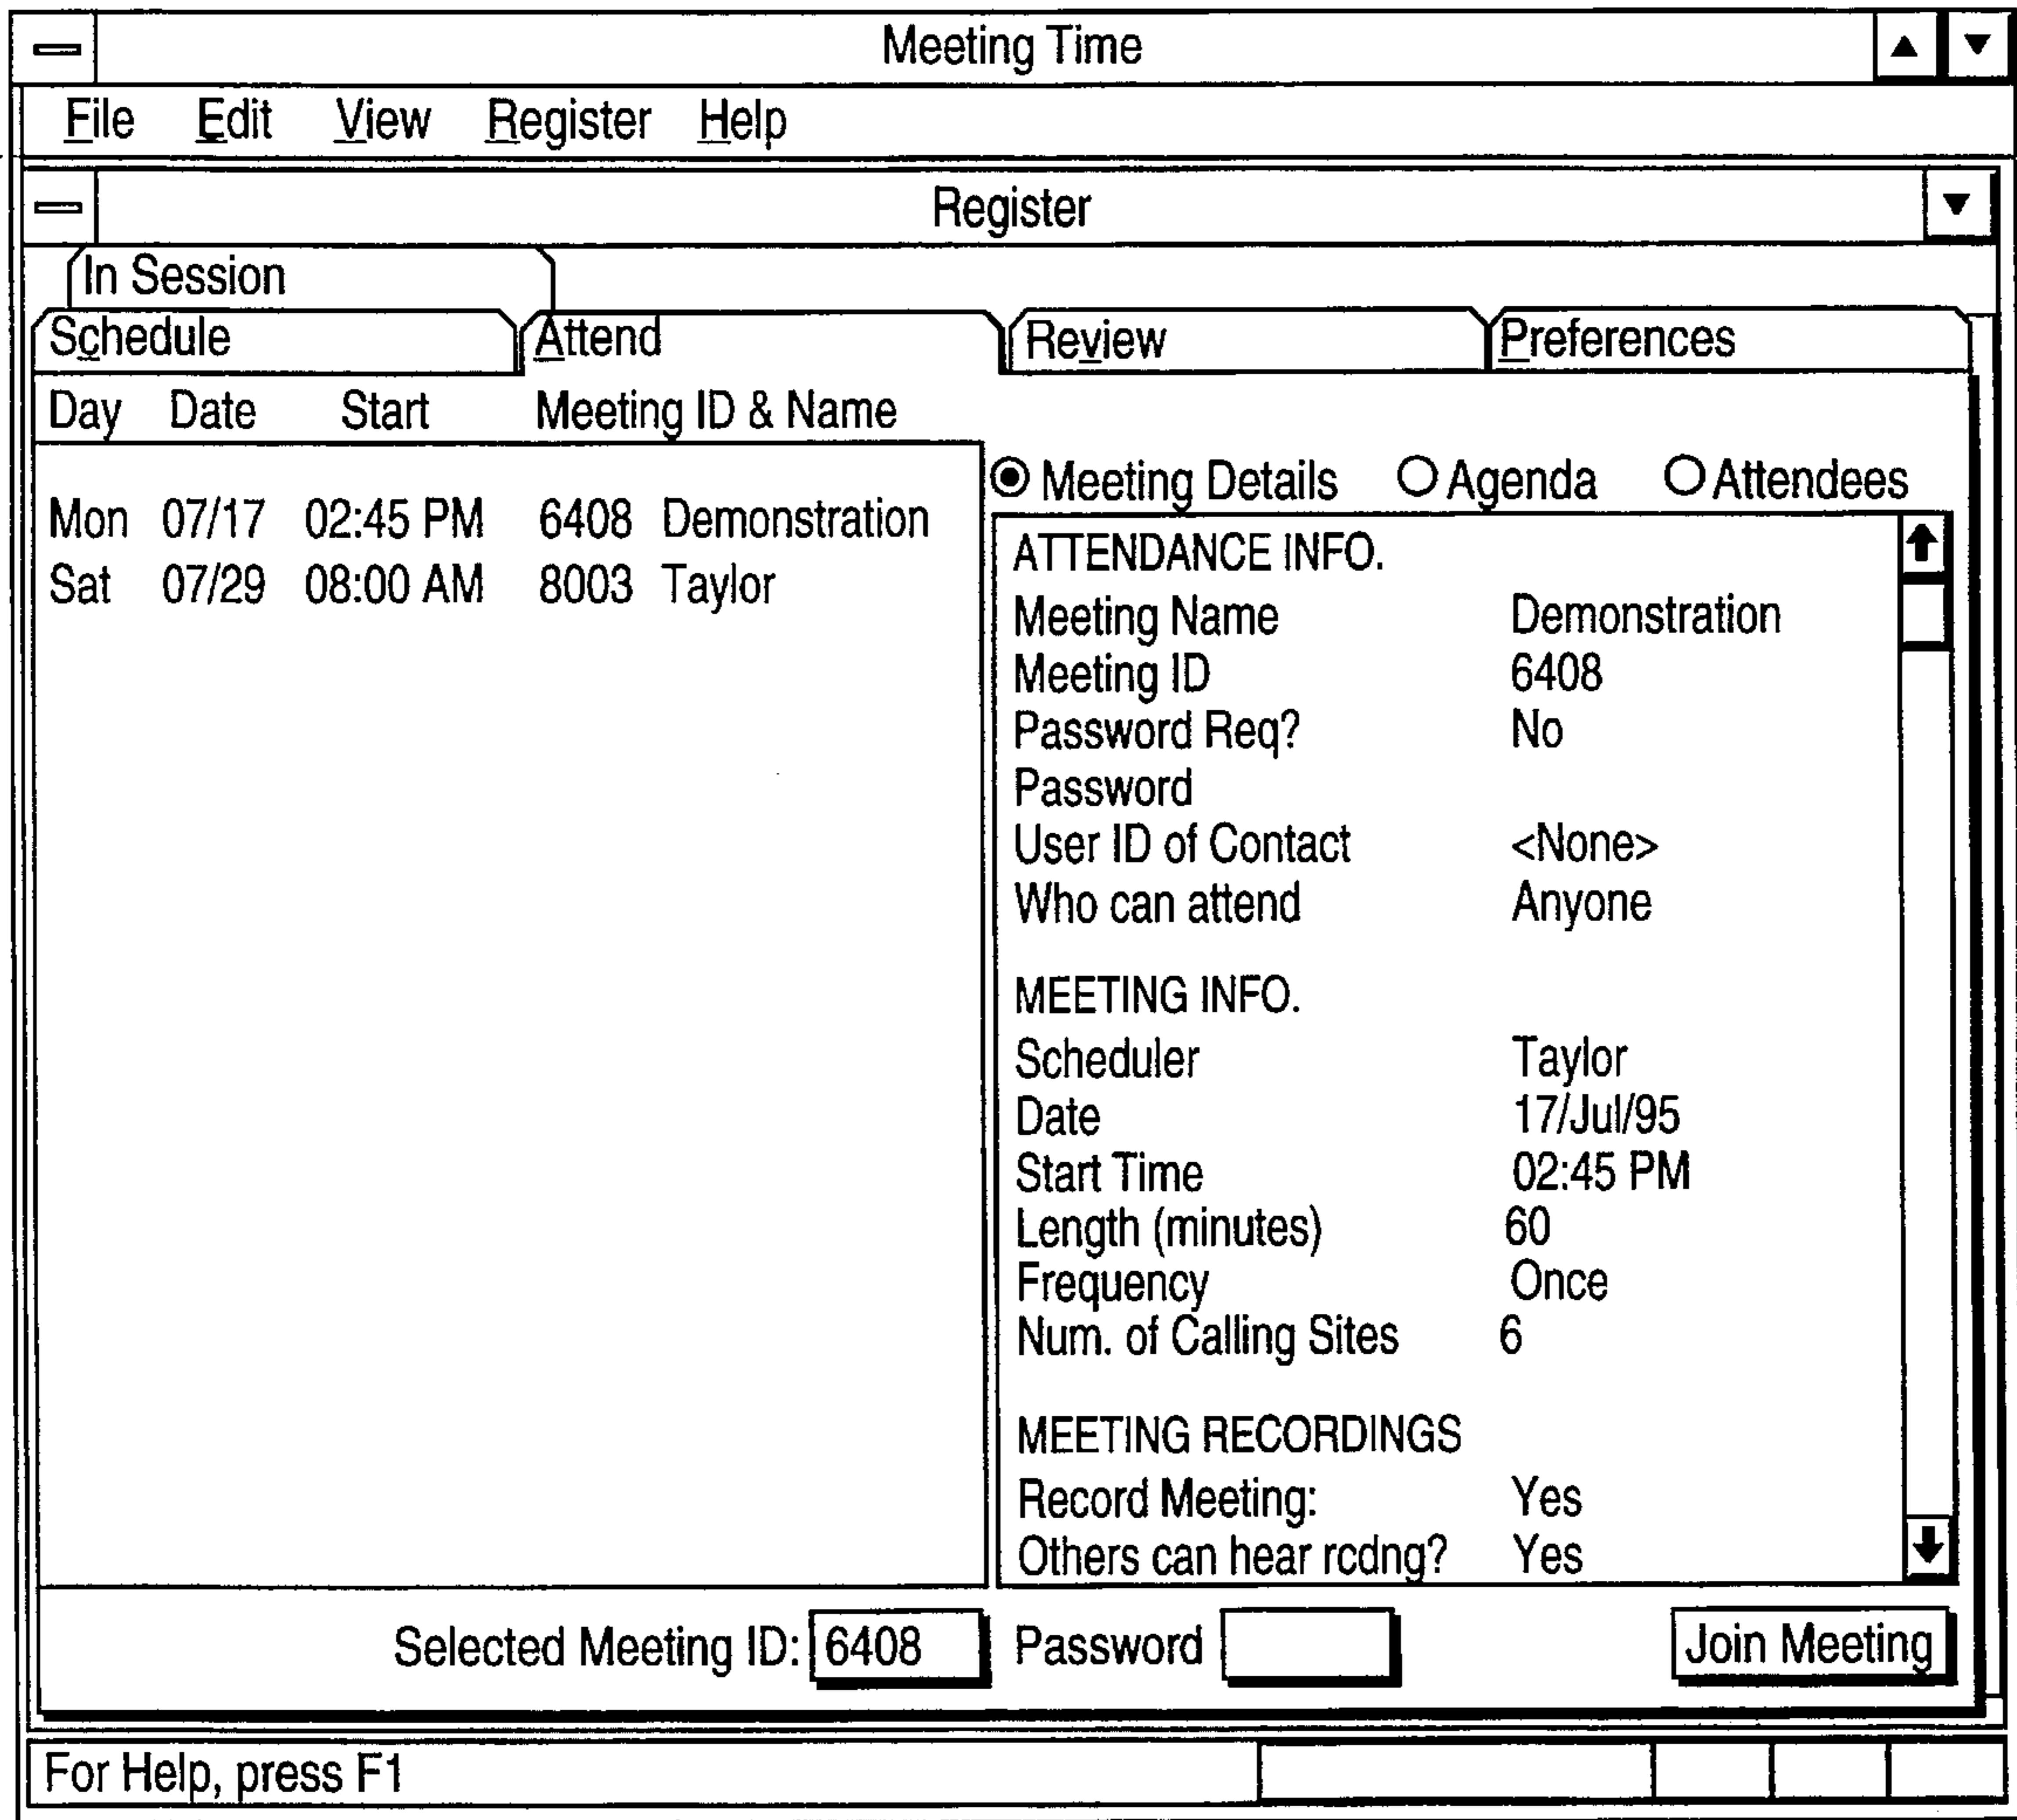 Meeting Time
File Edit View Register Help
Register
In Session
Schedule Attend Review Preferences
Day Date Start Meeting ID & Name
Mon 07/17 02:45 PM 6408 Demonstration
Sat 07/29 08:00 AM 8003 Taylor
Meeting Details Agenda Attendees
ATTENDANCE INFO.
Meeting Name Demonstration
Meeting ID 6408
Password Req? No
Password
User ID of Contact <None>
Who can attend Anyone
MEETING INFO.
Scheduler Taylor
Date 17/Jul/95
Start Time 02:45 PM
Length (minutes) 60
Frequency Once
Num. of Calling Sites 6
MEETING RECORDINGS
Record Meeting: Yes
Others can hear rcdng? Yes
Selected Meeting ID: 6408 Password Join Meeting
For Help, press F1